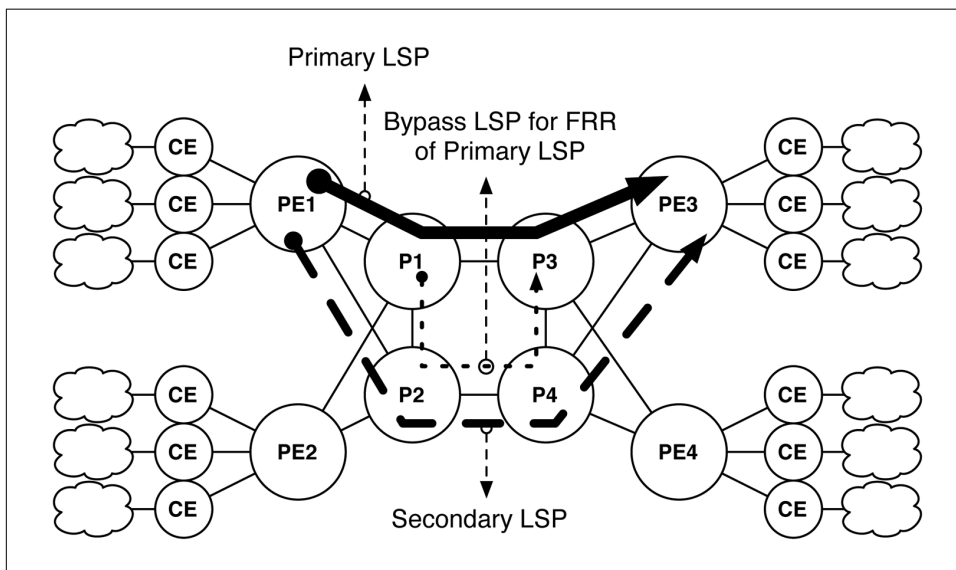 Primary LSP
Bypass LSP for FRR
of Primary LSP
CE
CE
CE
PE1
P1
P3
PE3
CE
CE
CE
CE
CE
CE
PE2
P2
P4
PE4
CE
CE
CE
Secondary LSP